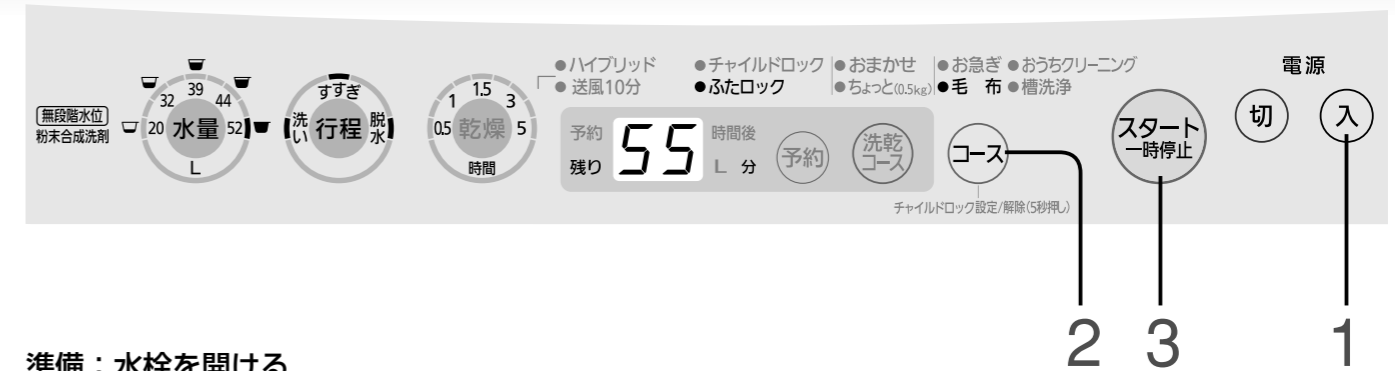 ハイブリッド
送風10分
チャイルドロック
ふたロック
おまかせ
ちょっと(0.5kg)
お急ぎ
おうちクリーニング
毛 布
槽洗浄
電源
無段階水位
粉末合成洗剤
20
32
39
44
52
水量
L
洗い
すすぎ
脱水
行程
0.5
1
1.5
3
5
乾燥
時間
予約
残り
55
時間後
L 分
予約
洗乾
コース
コース
スタート
一時停止
切
入
チャイルドロック設定/解除(5秒押し)
2
3
1
準備:水栓を開ける